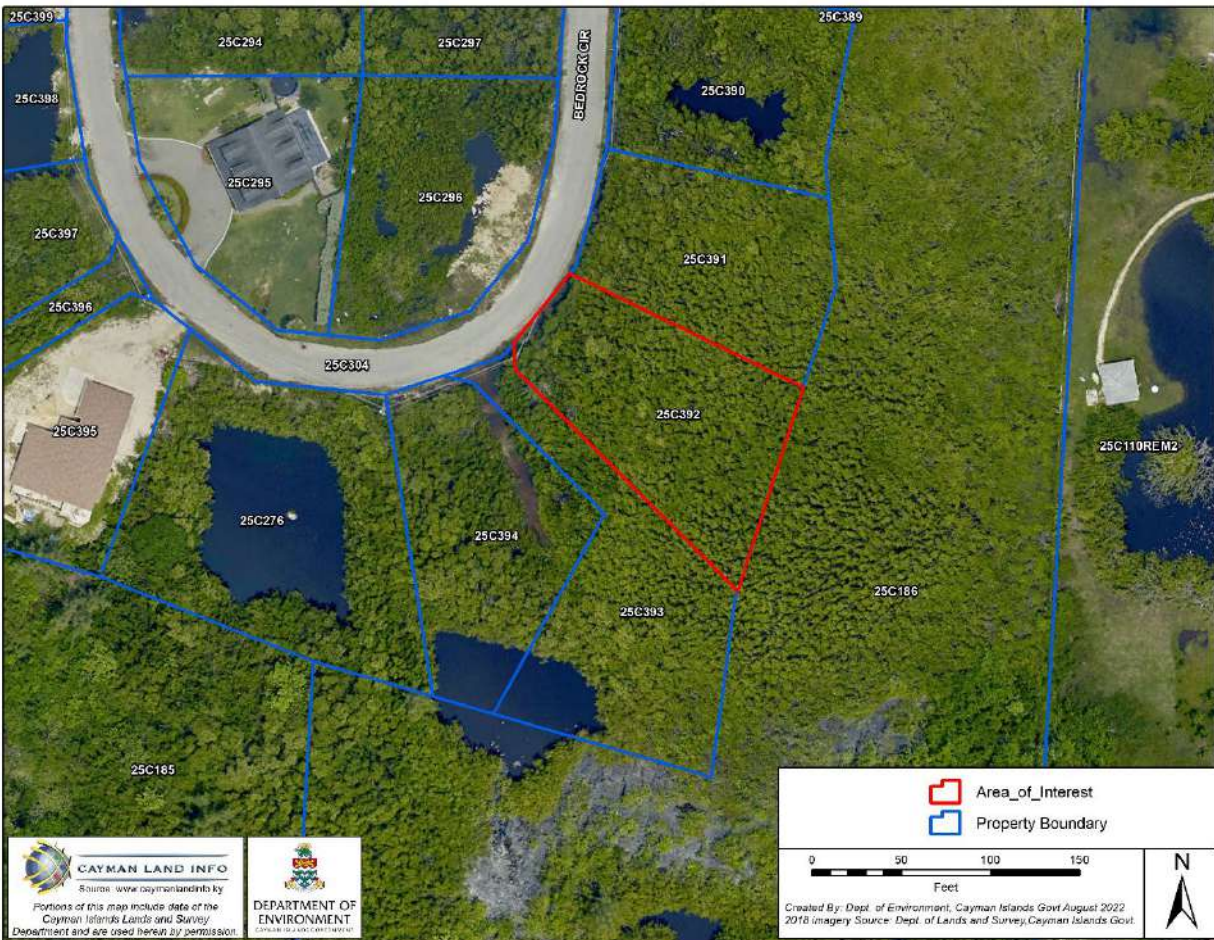 25C399
25C294
25C297
25C389
BEDROCK CIR
25C398
25C390
25C295
25C296
25C397
25C391
25C396
25C304
25C392
25C395
25C110REM2
25C276
25C394
25C186
25C393
25C185
Area_of_Interest
Property Boundary
0 50 100 150
Feet
N
Created By: Dept. of Environment, Cayman Islands Govt August 2022
2018 Imagery Source: Dept. of Lands and Survey,Cayman Islands Govt.
CAYMAN LAND INFO
Source: www.caymanlandinfo.ky
Portions of this map include data of the
Cayman Islands Lands and Survey
Department and are used herein by permission.
DEPARTMENT OF
ENVIRONMENT
CAYMAN ISLANDS GOVERNMENT